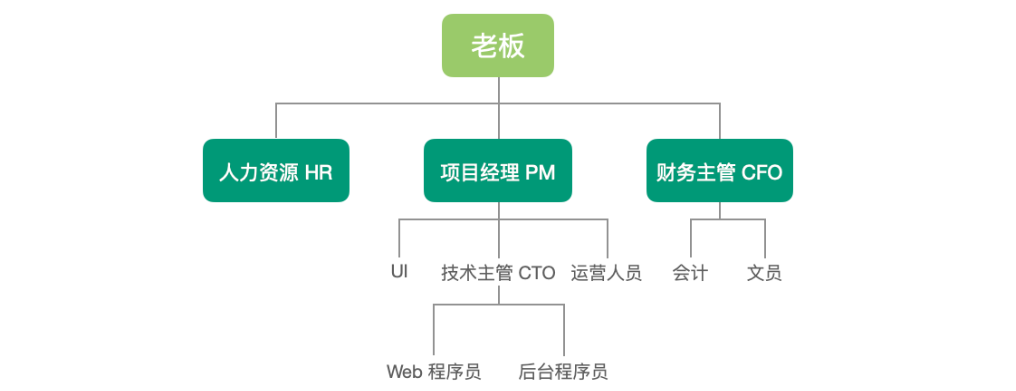 老板
人力资源 HR
项目经理 PM
财务主管 CFO
UI
技术主管 CTO
运营人员
会计
文员
Web 程序员
后台程序员